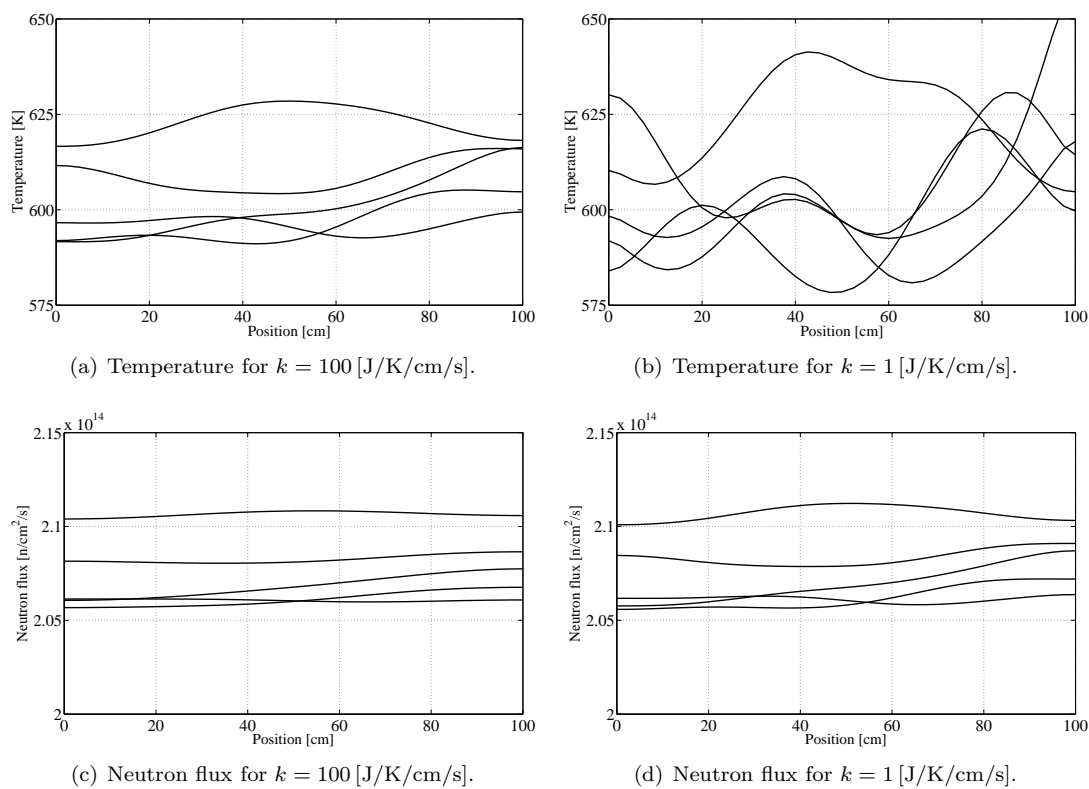 650
625
600
575
Temperature [K]
0 20 40 60 80 100
Position [cm]
(a) Temperature for k = 100 [J/K/cm/s].
650
625
600
575
Temperature [K]
0 20 40 60 80 100
Position [cm]
(b) Temperature for k = 1 [J/K/cm/s].
x 10^14
2.15
2.1
2.05
2
Neutron flux [n/cm²/s]
0 20 40 60 80 100
Position [cm]
(c) Neutron flux for k = 100 [J/K/cm/s].
x 10^14
2.15
2.1
2.05
2
Neutron flux [n/cm²/s]
0 20 40 60 80 100
Position [cm]
(d) Neutron flux for k = 1 [J/K/cm/s].